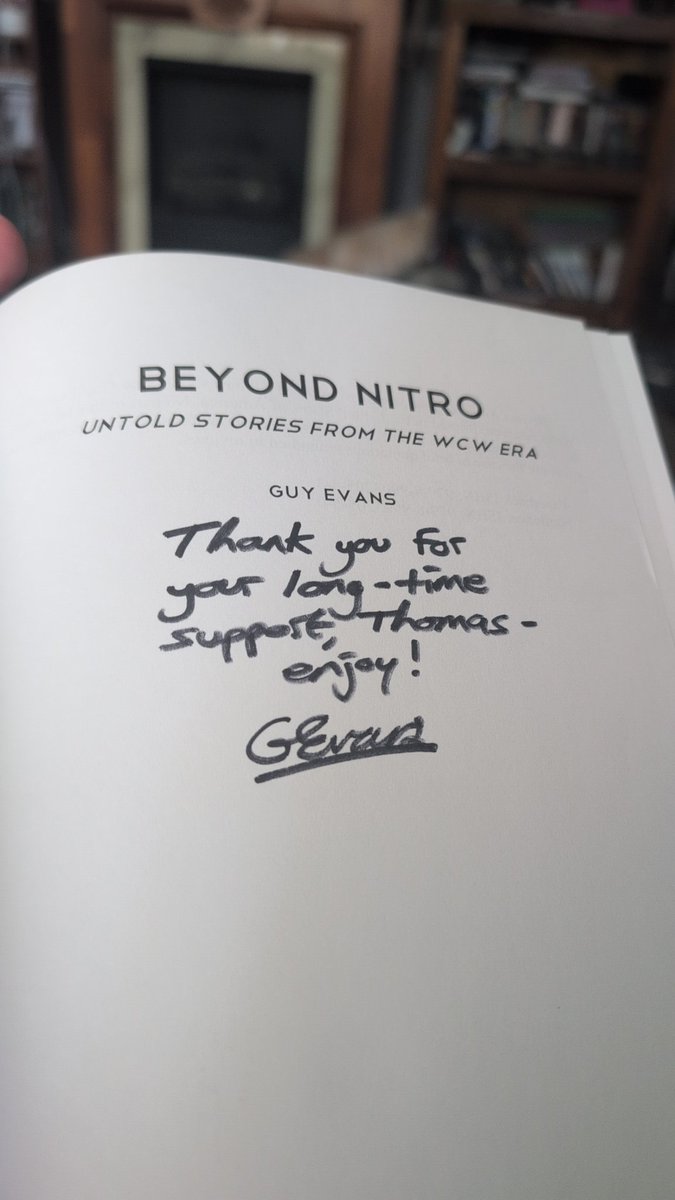 BEYOND NITRO
UNTOLD STORIES FROM THE WCW ERA
GUY EVANS
Thank you for
your long-time
support, Thomas-
enjoy!
GEvans